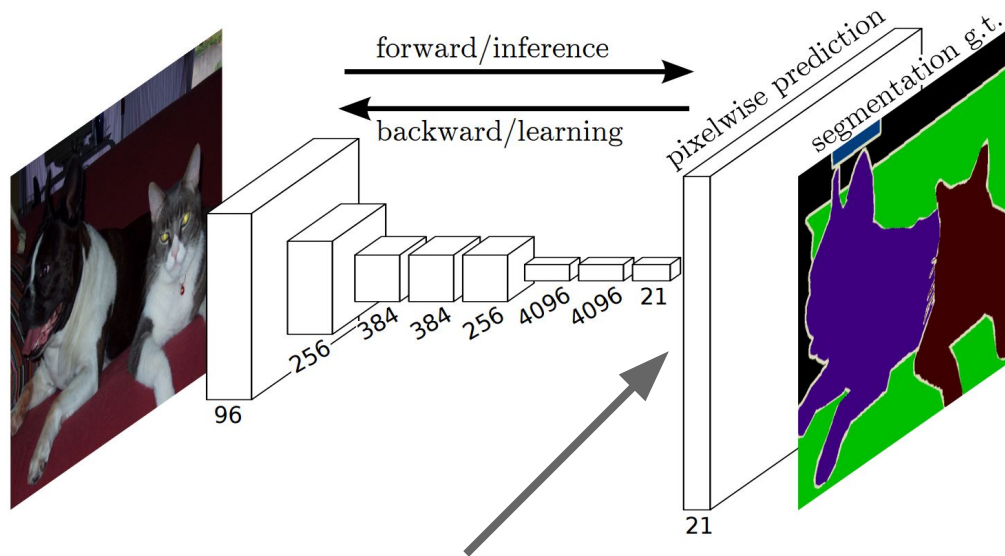 forward/inference
backward/learning
pixelwise prediction
segmentation g.t.
96
256
384
384
256
4096
4096
21
21